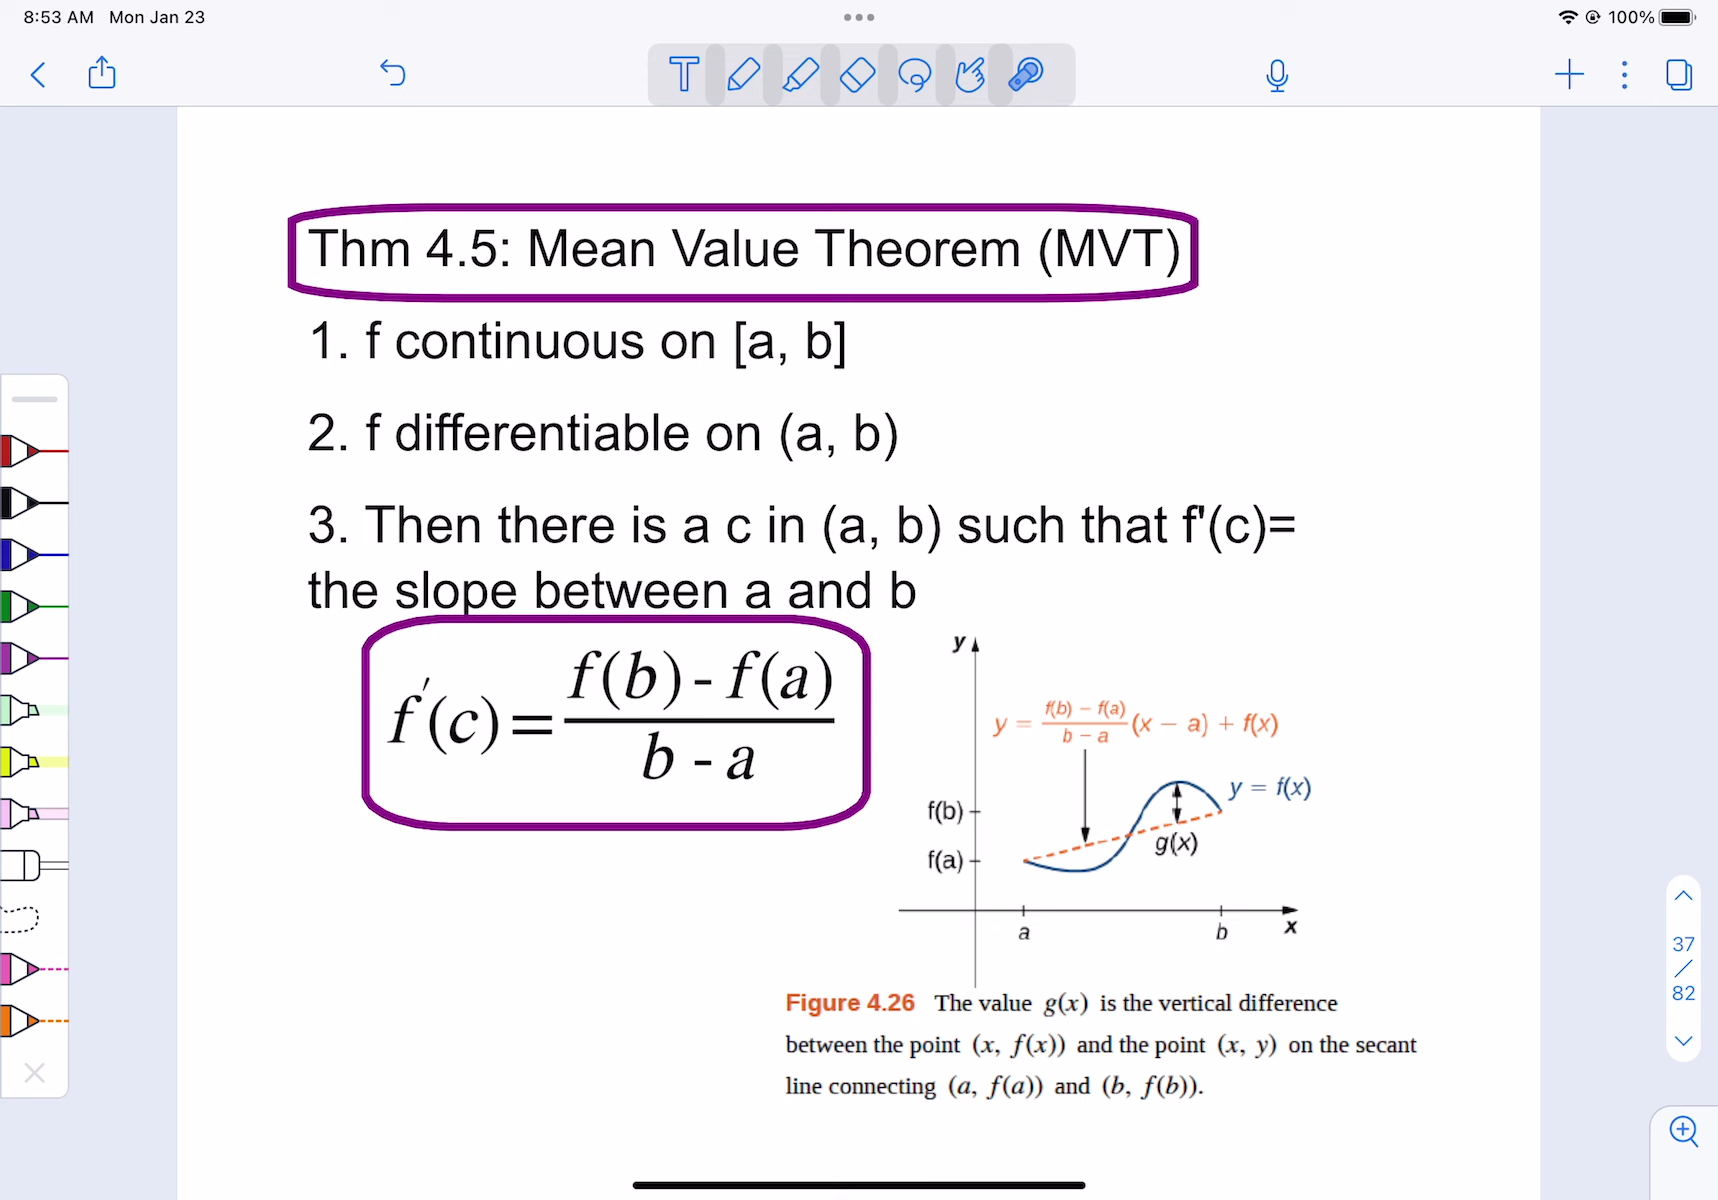 8:53 AM Mon Jan 23
100%
T
Thm 4.5: Mean Value Theorem (MVT)
1. f continuous on [a, b]
2. f differentiable on (a, b)
3. Then there is a c in (a, b) such that f'(c)=
the slope between a and b
f′(c) = f(b) - f(a) / b - a
y
y = f(b) − f(a) / b − a (x − a) + f(x)
y = f(x)
f(b)
g(x)
f(a)
a
b
x
Figure 4.26 The value g(x) is the vertical difference
between the point (x, f(x)) and the point (x, y) on the secant
line connecting (a, f(a)) and (b, f(b)).
37
/
82